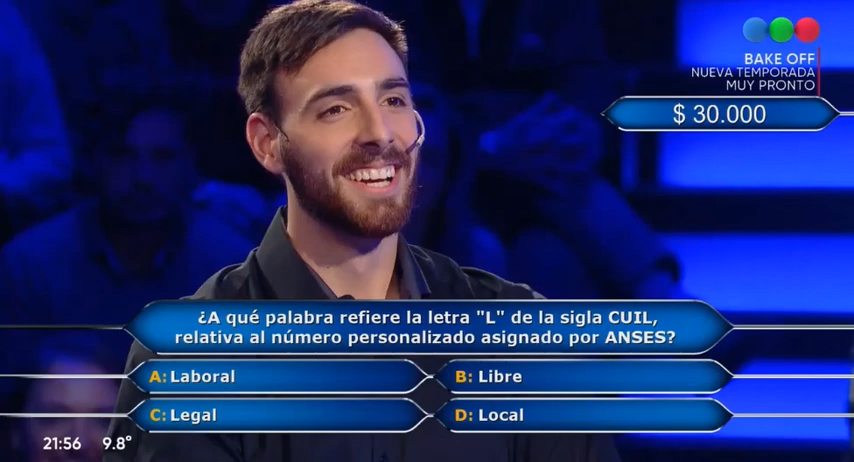 BAKE OFF
NUEVA TEMPORADA
MUY PRONTO
$ 30.000
¿A qué palabra refiere la letra "L" de la sigla CUIL,
relativa al número personalizado asignado por ANSES?
A: Laboral
B: Libre
C: Legal
D: Local
21:56 9.8°